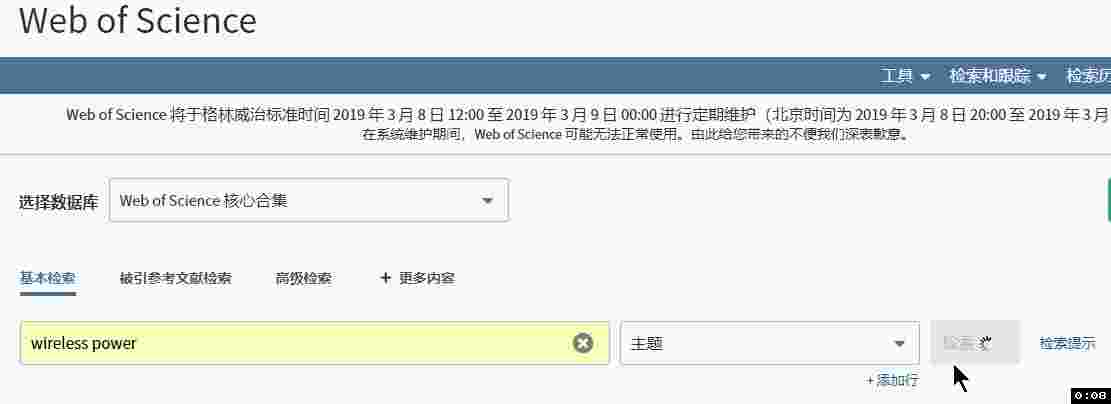 Web of Science
工具 检索和跟踪 检索历
Web of Science 将于格林威治标准时间 2019 年 3 月 8 日 12:00 至 2019 年 3 月 9 日 00:00 进行定期维护（北京时间为 2019 年 3 月 8 日 20:00 至 2019 年 3 月
在系统维护期间，Web of Science 可能无法正常使用。由此给您带来的不便我们深表歉意。
选择数据库 Web of Science 核心合集
基本检索 被引参考文献检索 高级检索 + 更多内容
wireless power 主题 检索 检索提示
+ 添加行
0:08